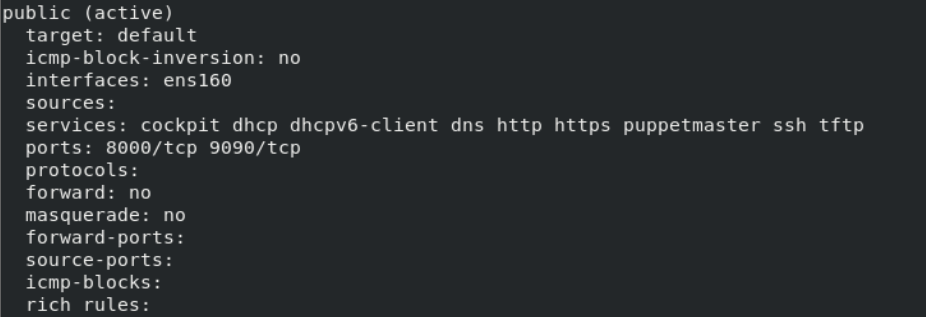 public (active)
  target: default
  icmp-block-inversion: no
  interfaces: ens160
  sources:
  services: cockpit dhcp dhcpv6-client dns http https puppetmaster ssh tftp
  ports: 8000/tcp 9090/tcp
  protocols:
  forward: no
  masquerade: no
  forward-ports:
  source-ports:
  icmp-blocks:
  rich rules: